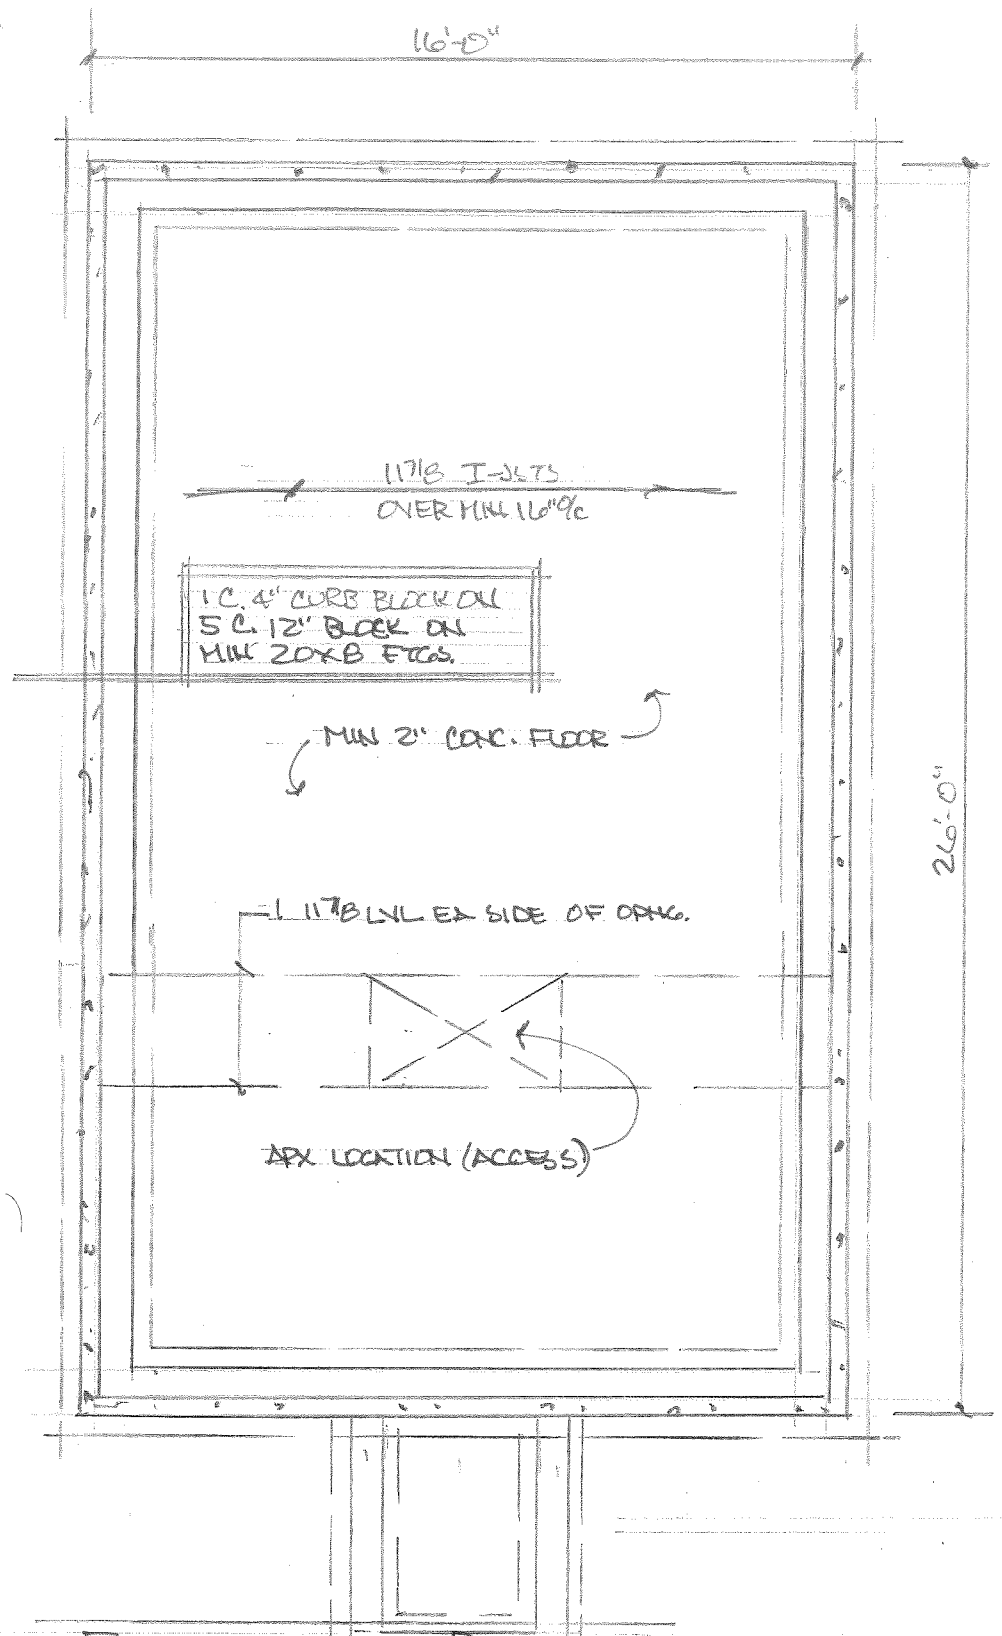 16'-0"
11 7/8 I-JSTS
OVER MIN 16" O/C
1 C. 4" CURB BLOCK ON
5 C. 12" BLOCK ON
MIN 20X8 FTGS.
MIN 2" CONC. FLOOR
26'-0"
1 11 7/8 LVL EA SIDE OF OPNG.
APX LOCATION (ACCESS)